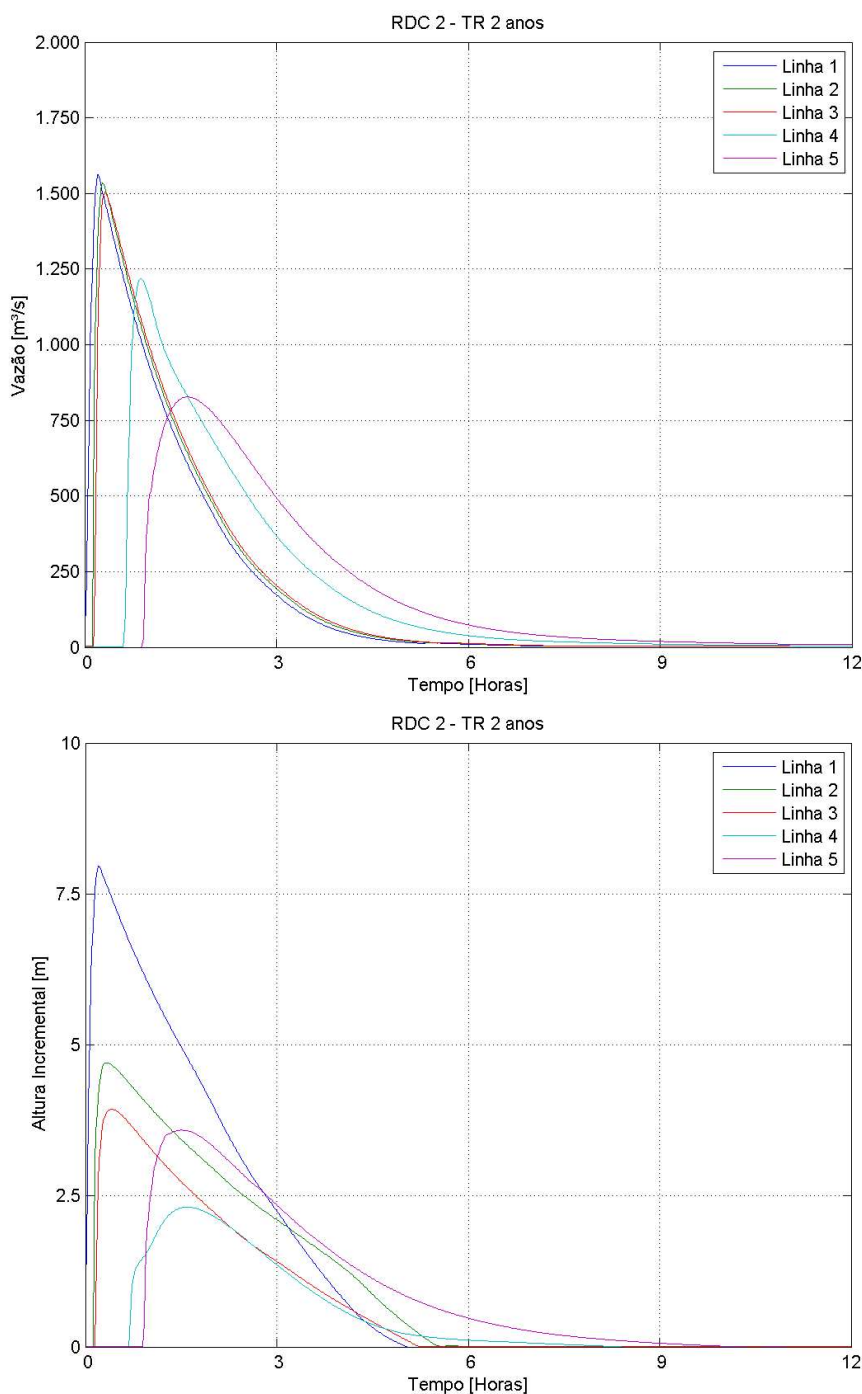 RDC 2 - TR 2 anos
2.000
1.750
1.500
1.250
1.000
750
500
250
0
Vazão [m³/s]
Linha 1
Linha 2
Linha 3
Linha 4
Linha 5
0
3
6
9
12
Tempo [Horas]
RDC 2 - TR 2 anos
10
7.5
5
2.5
0
Altura Incremental [m]
Linha 1
Linha 2
Linha 3
Linha 4
Linha 5
0
3
6
9
12
Tempo [Horas]